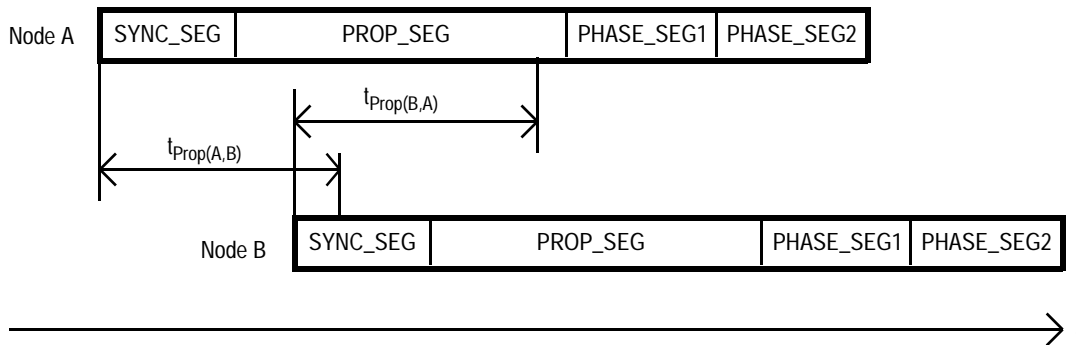 Node A SYNC_SEG PROP_SEG PHASE_SEG1 PHASE_SEG2
tProp(B,A)
tProp(A,B)
Node B SYNC_SEG PROP_SEG PHASE_SEG1 PHASE_SEG2